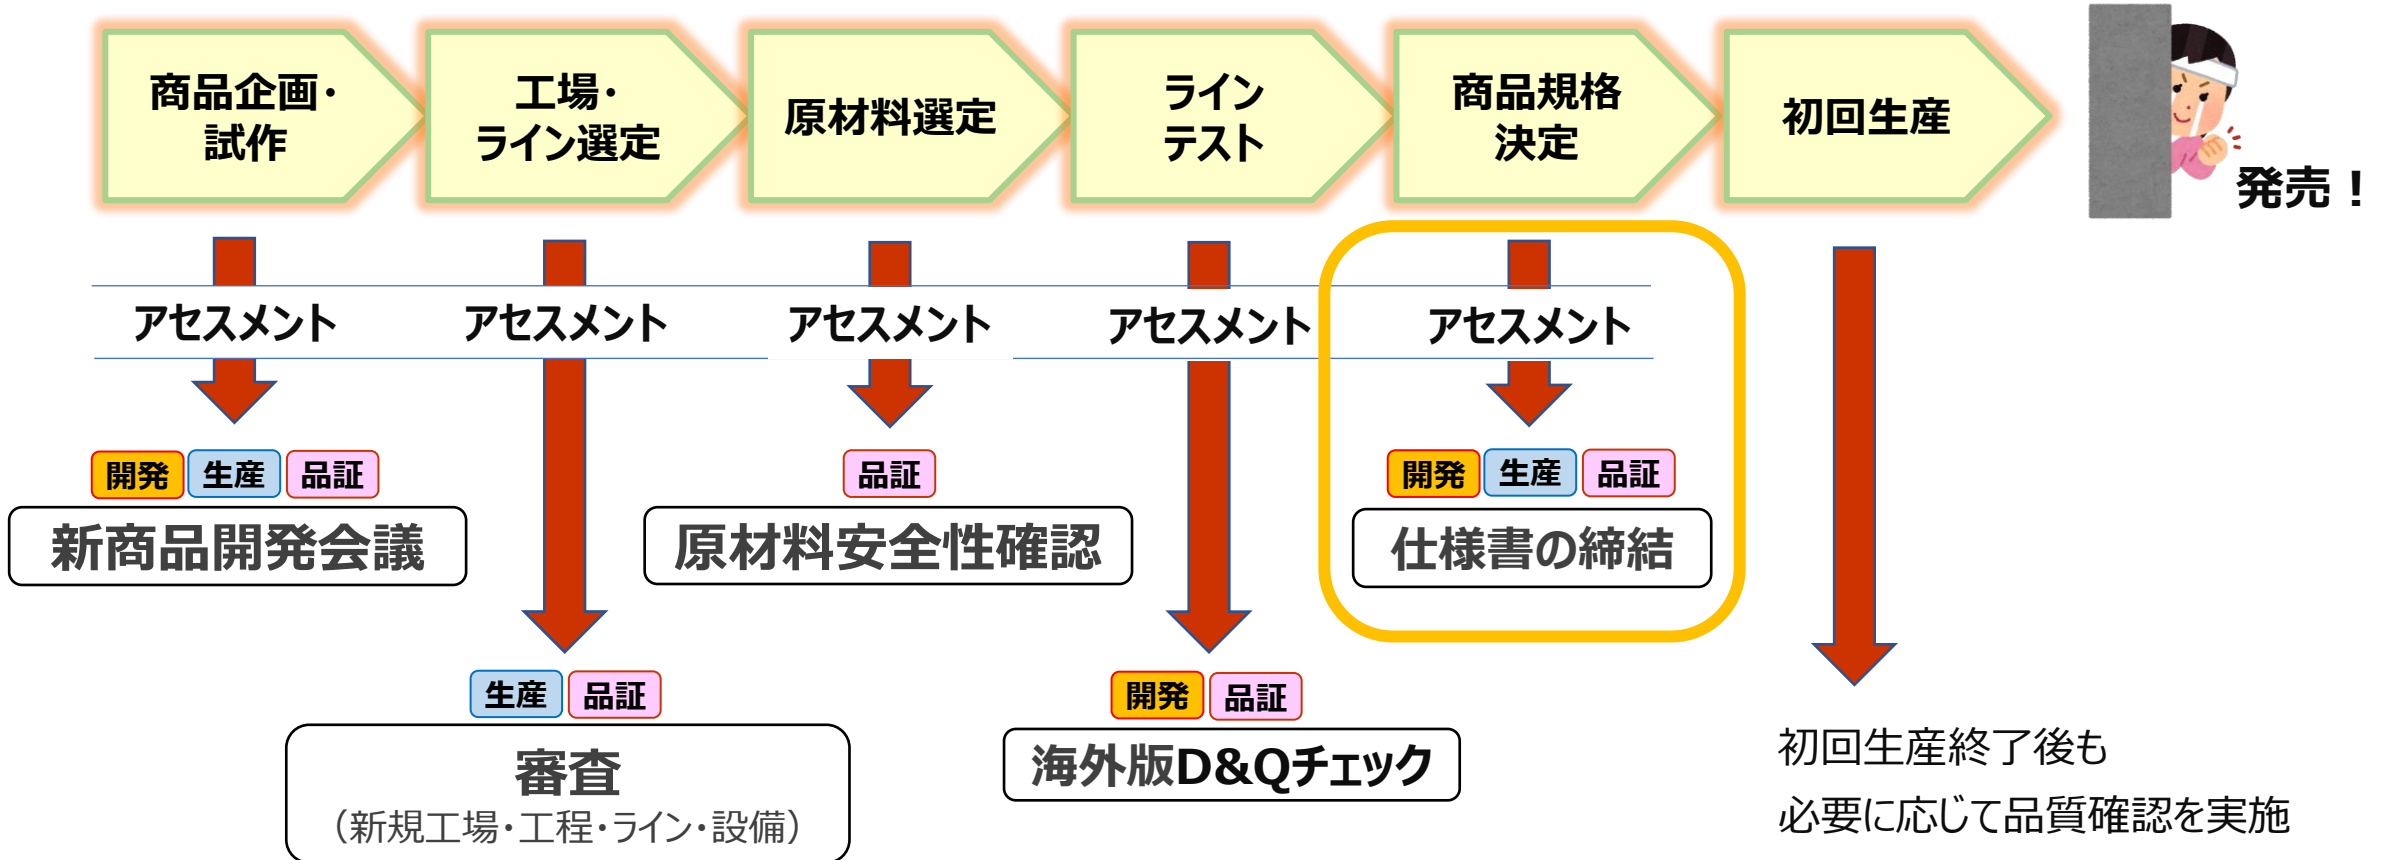 商品企画・
試作
工場・
ライン選定
原材料選定
ライン
テスト
商品規格
決定
初回生産
発売！
アセスメント
アセスメント
アセスメント
アセスメント
アセスメント
開発 生産 品証
新商品開発会議
品証
原材料安全性確認
開発 生産 品証
仕様書の締結
生産 品証
審査
（新規工場・工程・ライン・設備）
開発 品証
海外版D&Qチェック
初回生産終了後も
必要に応じて品質確認を実施